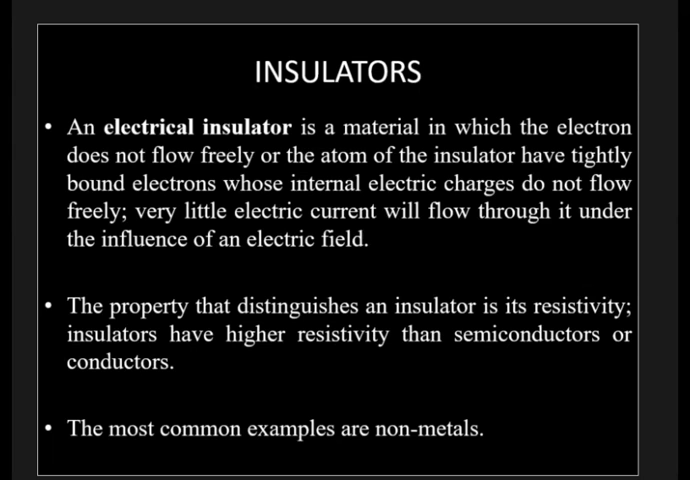 INSULATORS
• An electrical insulator is a material in which the electron
does not flow freely or the atom of the insulator have tightly
bound electrons whose internal electric charges do not flow
freely; very little electric current will flow through it under
the influence of an electric field.
• The property that distinguishes an insulator is its resistivity;
insulators have higher resistivity than semiconductors or
conductors.
• The most common examples are non-metals.